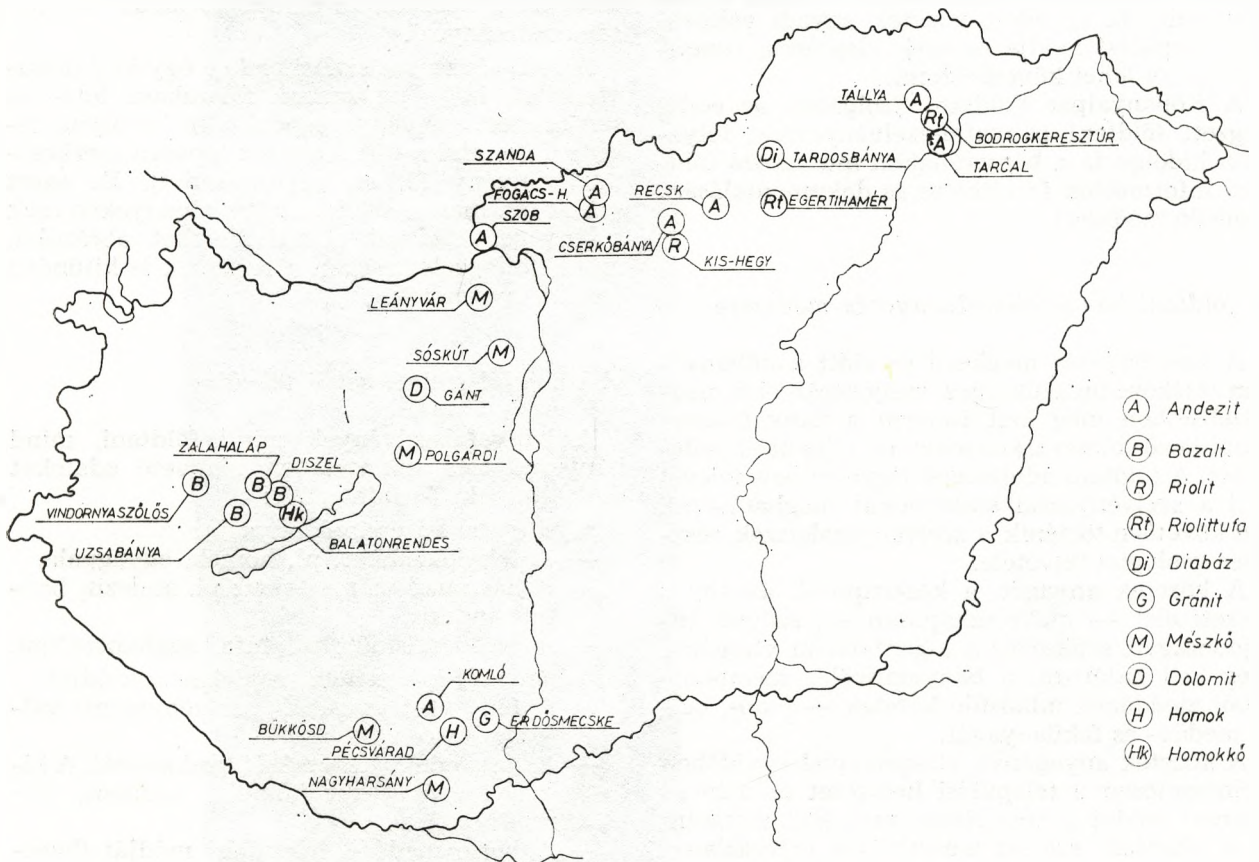 TÁLLYA
A
Rt
BODROGKERESZTÚR
A
TARCAL
Di
TARDOSBÁNYA
SZANDA
A
FOGACS-H.
A
RECSK
A
Rt
EGERTIHAMÉR
SZOB
A
A
CSERKŐBÁNYA
R
KIS-HEGY
LEÁNYVÁR
M
SÓSKÚT
M
D
GÁNT
M
POLGÁRDI
ZALAHALÁP
B
DISZEL
B
B
VINDORNYASZŐLŐS
B
Hk
UZSABÁNYA
BALATONRENDES
KOMLÓ
A
G
ERDŐSMECSKE
BÜKKÖSD
M
PÉCSVÁRAD
H
NAGYHARSÁNY
M
A Andezit
B Bazalt
R Riolit
Rt Riolittufa
Di Diabáz
G Gránit
M Mészkő
D Dolomit
H Homok
Hk Homokkő